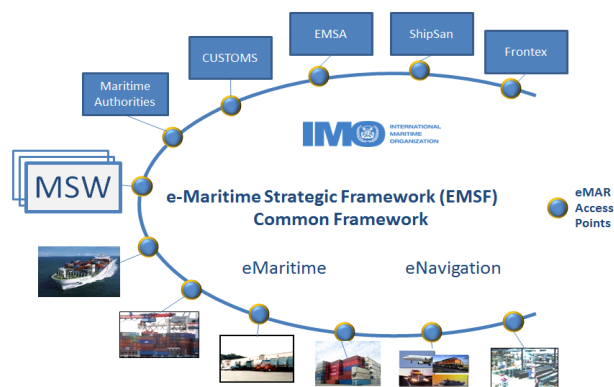 EMSA
ShipSan
CUSTOMS
Frontex
Maritime
Authorities
IMO
INTERNATIONAL
MARITIME
ORGANIZATION
MSW
e-Maritime Strategic Framework (EMSF)
Common Framework
eMAR
Access
Points
eMaritime
eNavigation